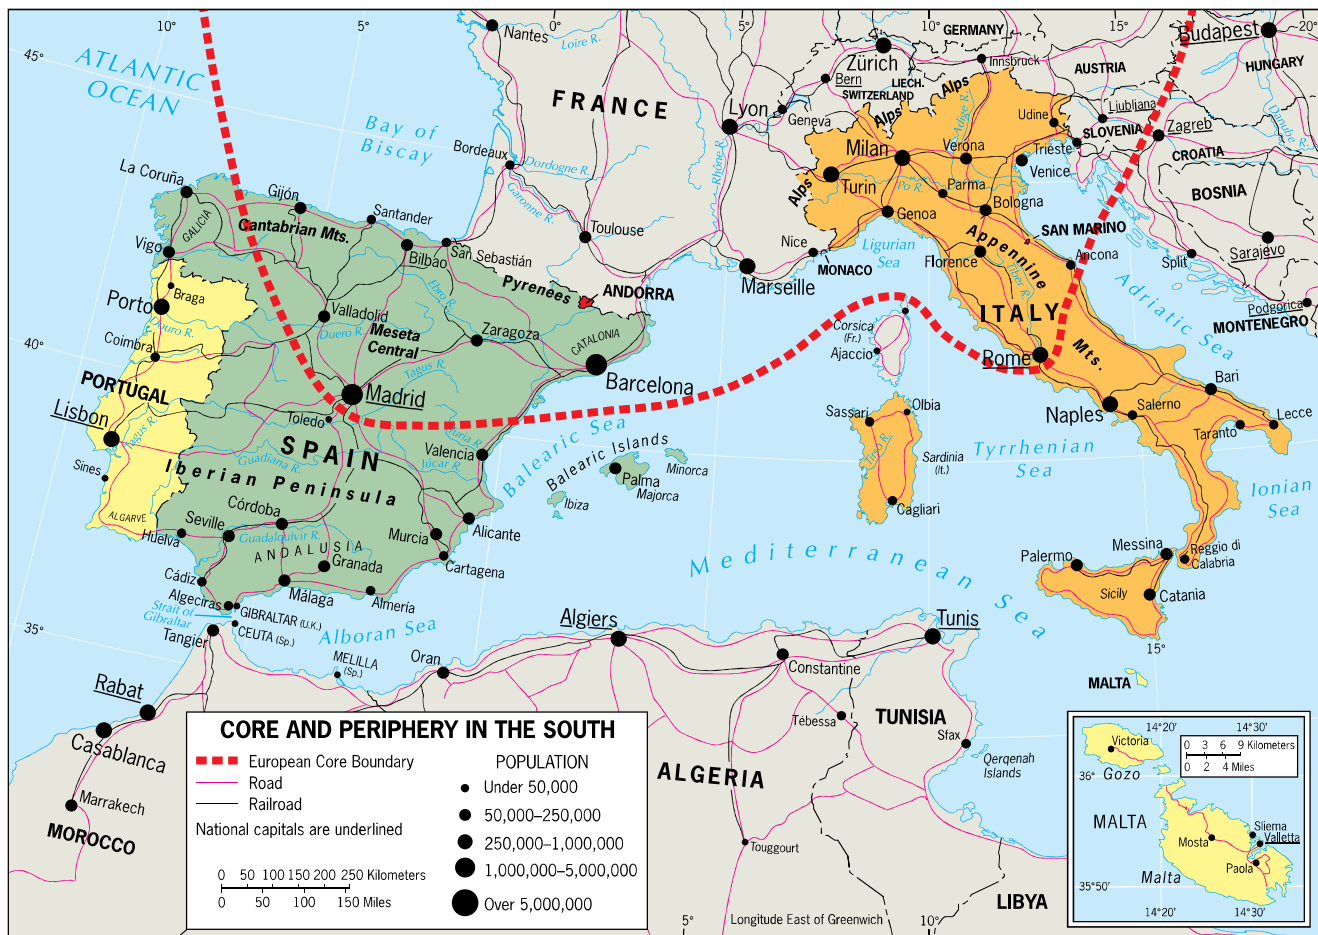 10°
5°
5°
10°
15°
20°
45°
40°
35°
15°
5°
10°
ATLANTIC
OCEAN
Bay of
Biscay
Nantes
Loire R.
FRANCE
Lyon
Geneva
Zürich
Bern
LIECH.
SWITZERLAND
GERMANY
Innsbruck
AUSTRIA
Budapest
HUNGARY
Alps
Alps
Alps
Adige R.
Udine
Ljubljana
SLOVENIA
Zagreb
CROATIA
Danube R.
BOSNIA
Sarajevo
Split
Podgorica
MONTENEGRO
Bordeaux
Dordogne R.
Garonne R.
Toulouse
Rhône R.
Nice
MONACO
Marseille
Milan
Turin
Verona
Venice
Trieste
Po R.
Parma
Genoa
Bologna
SAN MARINO
Ligurian
Sea
Florence
Appennine
Mts.
Tiber R.
Ancona
Adriatic Sea
ITALY
Rome
Naples
Salerno
Bari
Taranto
Lecce
Corsica
(Fr.)
Ajaccio
Sassari
Olbia
Tirso R.
Sardinia
(It.)
Cagliari
Tyrrhenian
Sea
Ionian
Sea
Messina
Reggio di
Calabria
Palermo
Sicily
Catania
MALTA
La Coruña
GALICIA
Vigo
Gijón
Cantabrian Mts.
Santander
Bilbao
San Sebastián
Pyrenees
ANDORRA
Ebro R.
Braga
Porto
Douro R.
Coimbra
PORTUGAL
Lisbon
Tagus R.
Sines
ALGARVE
Valladolid
Duero R.
Meseta
Central
Zaragoza
CATALONIA
Barcelona
Tagus R.
Madrid
Toledo
SPAIN
Iberian Peninsula
Guadiana R.
Valencia
Turia R.
Júcar R.
Balearic Sea
Balearic Islands
Minorca
Palma
Majorca
Ibiza
Córdoba
Seville
Huelva
Guadalquivir R.
ANDALUSIA
Granada
Murcia
Alicante
Cartagena
Cádiz
Málaga
Almería
Algeciras
GIBRALTAR (U.K.)
Strait of
Gibraltar
CEUTA (Sp.)
Tangier
Alboran Sea
MELILLA
(Sp.)
Mediterranean Sea
Oran
Algiers
Constantine
Tunis
Tébessa
TUNISIA
Sfax
Qerqenah
Islands
Rabat
Casablanca
Marrakech
MOROCCO
ALGERIA
Touggourt
LIBYA
Longitude East of Greenwich
CORE AND PERIPHERY IN THE SOUTH
European Core Boundary
Road
Railroad
National capitals are underlined
0 50 100 150 200 250 Kilometers
0 50 100 150 Miles
POPULATION
Under 50,000
50,000–250,000
250,000–1,000,000
1,000,000–5,000,000
Over 5,000,000
14°20'
14°30'
0 3 6 9 Kilometers
0 2 4 Miles
Victoria
Gozo
36°
MALTA
Sliema
Valletta
Mosta
Paola
Malta
35°50'
14°20'
14°30'